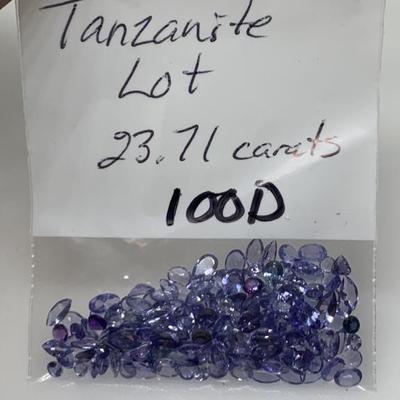 Tanzanite
Lot
23.71 carats
100D